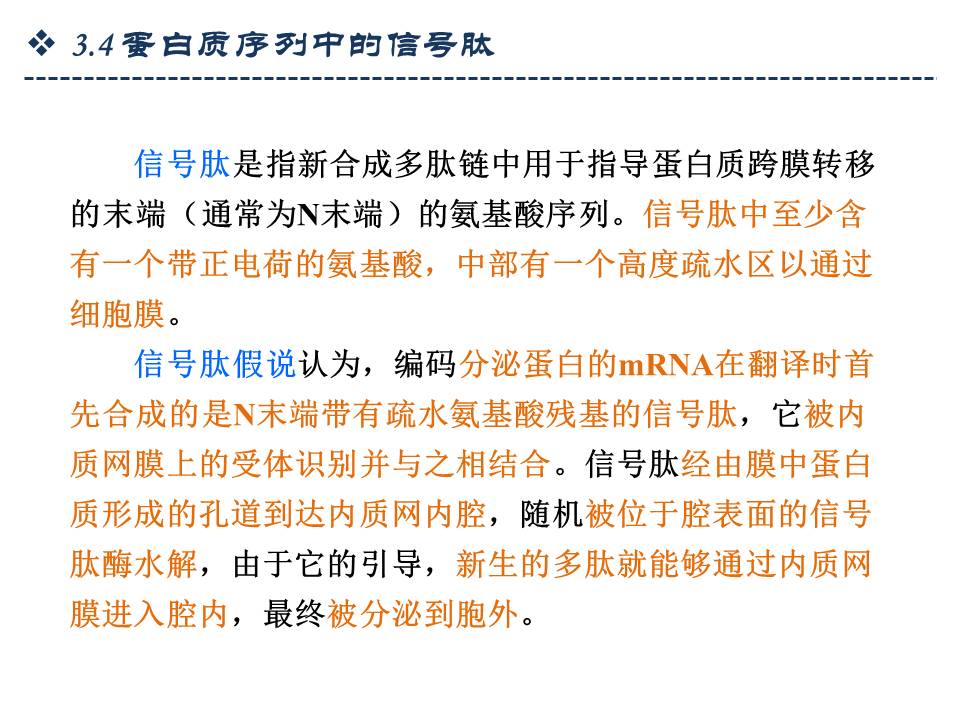 ❖ 3.4蛋白质序列中的信号肽
信号肽是指新合成多肽链中用于指导蛋白质跨膜转移
的末端（通常为N末端）的氨基酸序列。信号肽中至少含
有一个带正电荷的氨基酸，中部有一个高度疏水区以通过
细胞膜。
信号肽假说认为，编码分泌蛋白的mRNA在翻译时首
先合成的是N末端带有疏水氨基酸残基的信号肽，它被内
质网膜上的受体识别并与之相结合。信号肽经由膜中蛋白
质形成的孔道到达内质网内腔，随机被位于腔表面的信号
肽酶水解，由于它的引导，新生的多肽就能够通过内质网
膜进入腔内，最终被分泌到胞外。